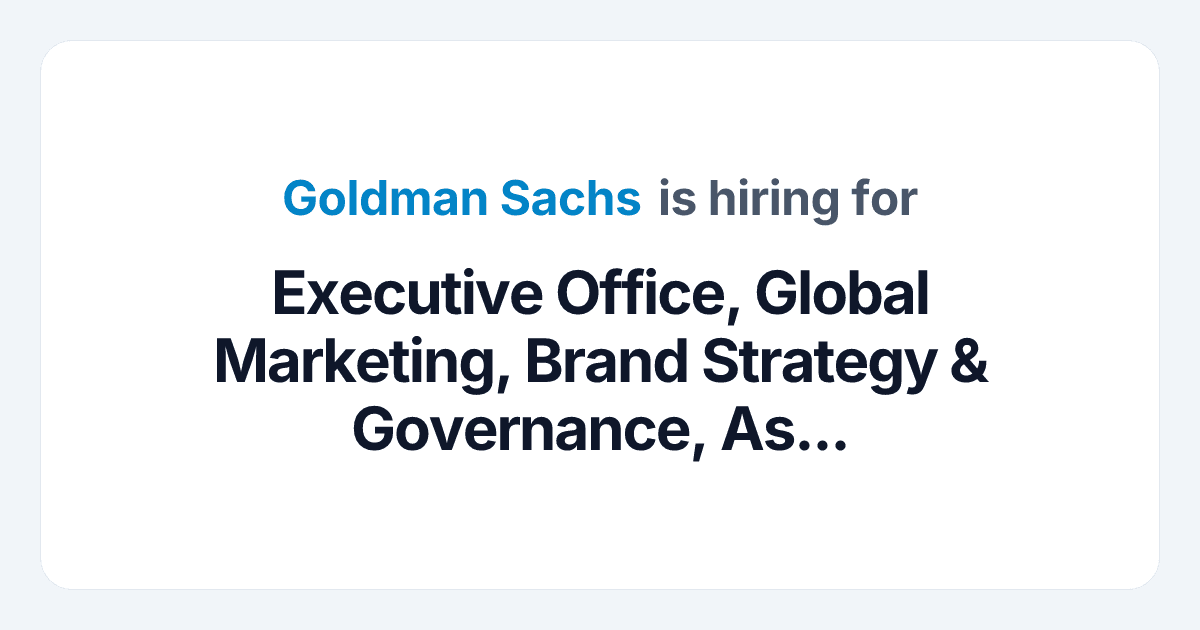 Goldman Sachs is hiring for
Executive Office, Global
Marketing, Brand Strategy &
Governance, As...